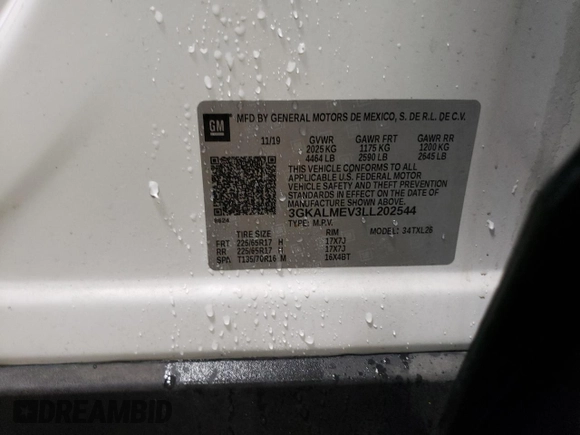 GM
MFD BY GENERAL MOTORS DE MEXICO, S. DE R.L. DE C.V.
11/19 GVWR GAWR FRT GAWR RR
2025 KG 1175 KG 1200 KG
4464 LB 2590 LB 2645 LB
THIS VEHICLE CONFORMS TO ALL
APPLICABLE U.S. FEDERAL MOTOR
VEHICLE SAFETY AND THEFT PREVENTION
STANDARDS IN EFFECT ON THE DATE OF
MANUFACTURE SHOWN ABOVE.
3GKALMEV3LL202544
TYPE: M.P.V. MODEL: 34TXL26
TIRE SIZE RIM
FRT 225/65R17 H 17X7J
RR 225/65R17 H 17X7J
SPA T135/70R16 M 16X4BT
DREAMBID